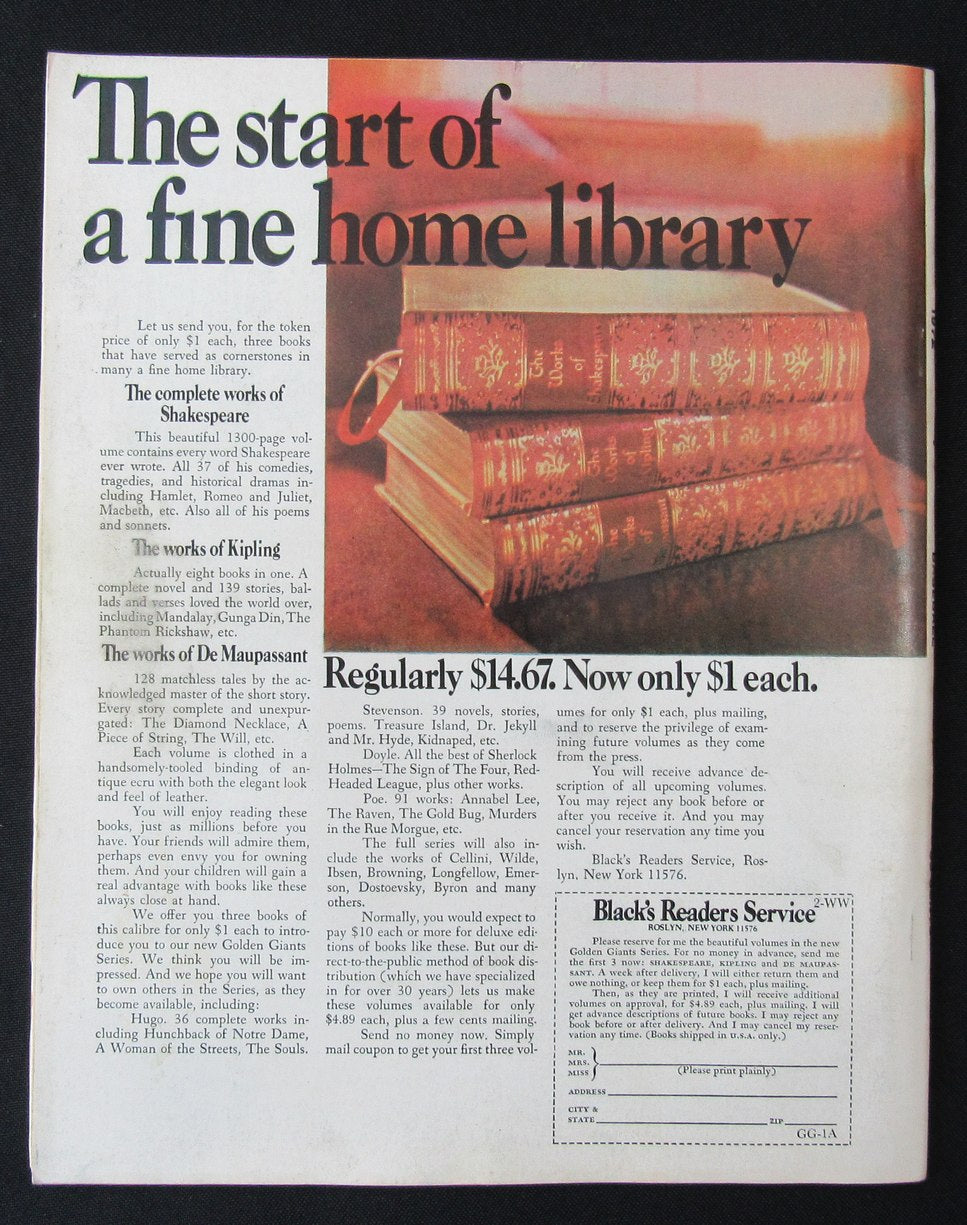 The start of
a fine home library
Let us send you, for the token
price of only $1 each, three books
that have served as cornerstones in
many a fine home library.
The complete works of
Shakespeare
This beautiful 1300-page vol-
ume contains every word Shakespeare
ever wrote. All 37 of his comedies,
tragedies, and historical dramas in-
cluding Hamlet, Romeo and Juliet,
Macbeth, etc. Also all of his poems
and sonnets.
The works of Kipling
Actually eight books in one. A
complete novel and 139 stories, bal-
lads and verses loved the world over,
including Mandalay, Gunga Din, The
Phantom Rickshaw, etc.
The works of De Maupassant
128 matchless tales by the ac-
knowledged master of the short story.
Every story complete and unexpur-
gated: The Diamond Necklace, A
Piece of String, The Will, etc.
Each volume is clothed in a
handsomely-tooled binding of an-
tique ecru with both the elegant look
and feel of leather.
You will enjoy reading these
books, just as millions before you
have. Your friends will admire them,
perhaps even envy you for owning
them. And your children will gain a
real advantage with books like these
always close at hand.
We offer you three books of
this calibre for only $1 each to intro-
duce you to our new Golden Giants
Series. We think you will be im-
pressed. And we hope you will want
to own others in the Series, as they
become available, including:
Hugo. 36 complete works in-
cluding Hunchback of Notre Dame,
A Woman of the Streets, The Souls.
The
Works
of
Shakespeare
The
Works
of
Regularly $14.67. Now only $1 each.
Stevenson. 39 novels, stories,
poems. Treasure Island, Dr. Jekyll
and Mr. Hyde, Kidnaped, etc.
Doyle. All the best of Sherlock
Holmes—The Sign of The Four, Red-
Headed League, plus other works.
Poe. 91 works: Annabel Lee,
The Raven, The Gold Bug, Murders
in the Rue Morgue, etc.
The full series will also in-
clude the works of Cellini, Wilde,
Ibsen, Browning, Longfellow, Emer-
son, Dostoevsky, Byron and many
others.
Normally, you would expect to
pay $10 each or more for deluxe edi-
tions of books like these. But our di-
rect-to-the-public method of book dis-
tribution (which we have specialized
in for over 30 years) lets us make
these volumes available for only
$4.89 each, plus a few cents mailing.
Send no money now. Simply
mail coupon to get your first three vol-
umes for only $1 each, plus mailing,
and to reserve the privilege of exam-
ining future volumes as they come
from the press.
You will receive advance de-
scription of all upcoming volumes.
You may reject any book before or
after you receive it. And you may
cancel your reservation any time you
wish.
Black's Readers Service, Ros-
lyn, New York 11576.
2-WW
Black's Readers Service
ROSLYN, NEW YORK 11576
Please reserve for me the beautiful volumes in the new
Golden Giants Series. For no money in advance, send me
the first 3 now: SHAKESPEARE, KIPLING and DE MAUPAS-
SANT. A week after delivery, I will either return them and
owe nothing, or keep them for $1 each, plus mailing.
Then, as they are printed, I will receive additional
volumes on approval, for $4.89 each, plus mailing. I will
get advance descriptions of future books. I may reject any
book before or after delivery. And I may cancel my reser-
vation any time. (Books shipped in U.S.A. only.)
MR.
MRS.
MISS
(Please print plainly)
ADDRESS
CITY &
STATE ZIP
GG-1A